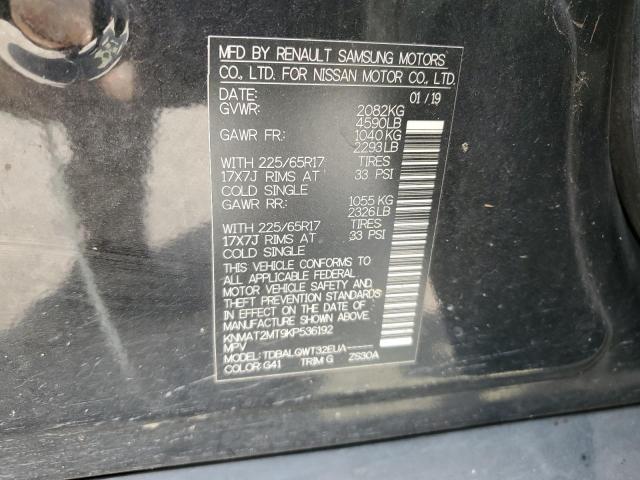 MFD BY RENAULT SAMSUNG MOTORS
CO., LTD. FOR NISSAN MOTOR CO., LTD.
DATE: 01/19
GVWR: 2082KG
4590LB
GAWR FR: 1040KG
2293LB
WITH 225/65R17 TIRES
17X7J RIMS AT 33 PSI
COLD SINGLE
GAWR RR: 1055KG
2326LB
WITH 225/65R17 TIRES
17X7J RIMS AT 33 PSI
COLD SINGLE
THIS VEHICLE CONFORMS TO
ALL APPLICABLE FEDERAL
MOTOR VEHICLE SAFETY AND
THEFT PREVENTION STANDARDS
IN EFFECT ON THE DATE OF
MANUFACTURE SHOWN ABOVE.
KNMAT2MT9KP536192
MPV
MODEL: TDBALQWT32EUA-----
COLOR: G41 TRIM G ZS30A